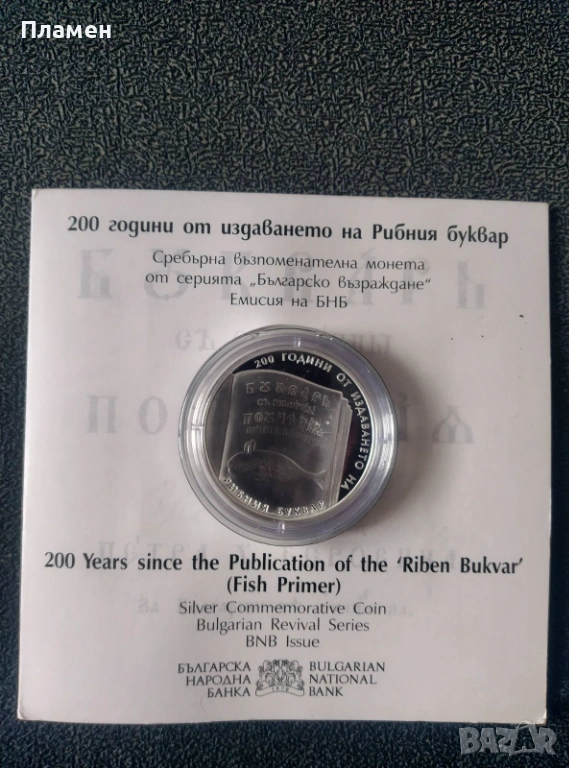 Пламен
200 години от издаването на Рибния буквар
Сребърна възпоменателна монета
от серията „Българско възраждане“
Емисия на БНБ
200 ГОДИНИ ОТ ИЗДАВАНЕТО НА
РИБНИЯ БУКВАР
200 Years since the Publication of the ‘Riben Bukvar’
(Fish Primer)
Silver Commemorative Coin
Bulgarian Revival Series
BNB Issue
БЪЛГАРСКА
НАРОДНА
БАНКА
BULGARIAN
NATIONAL
BANK
BAZAR